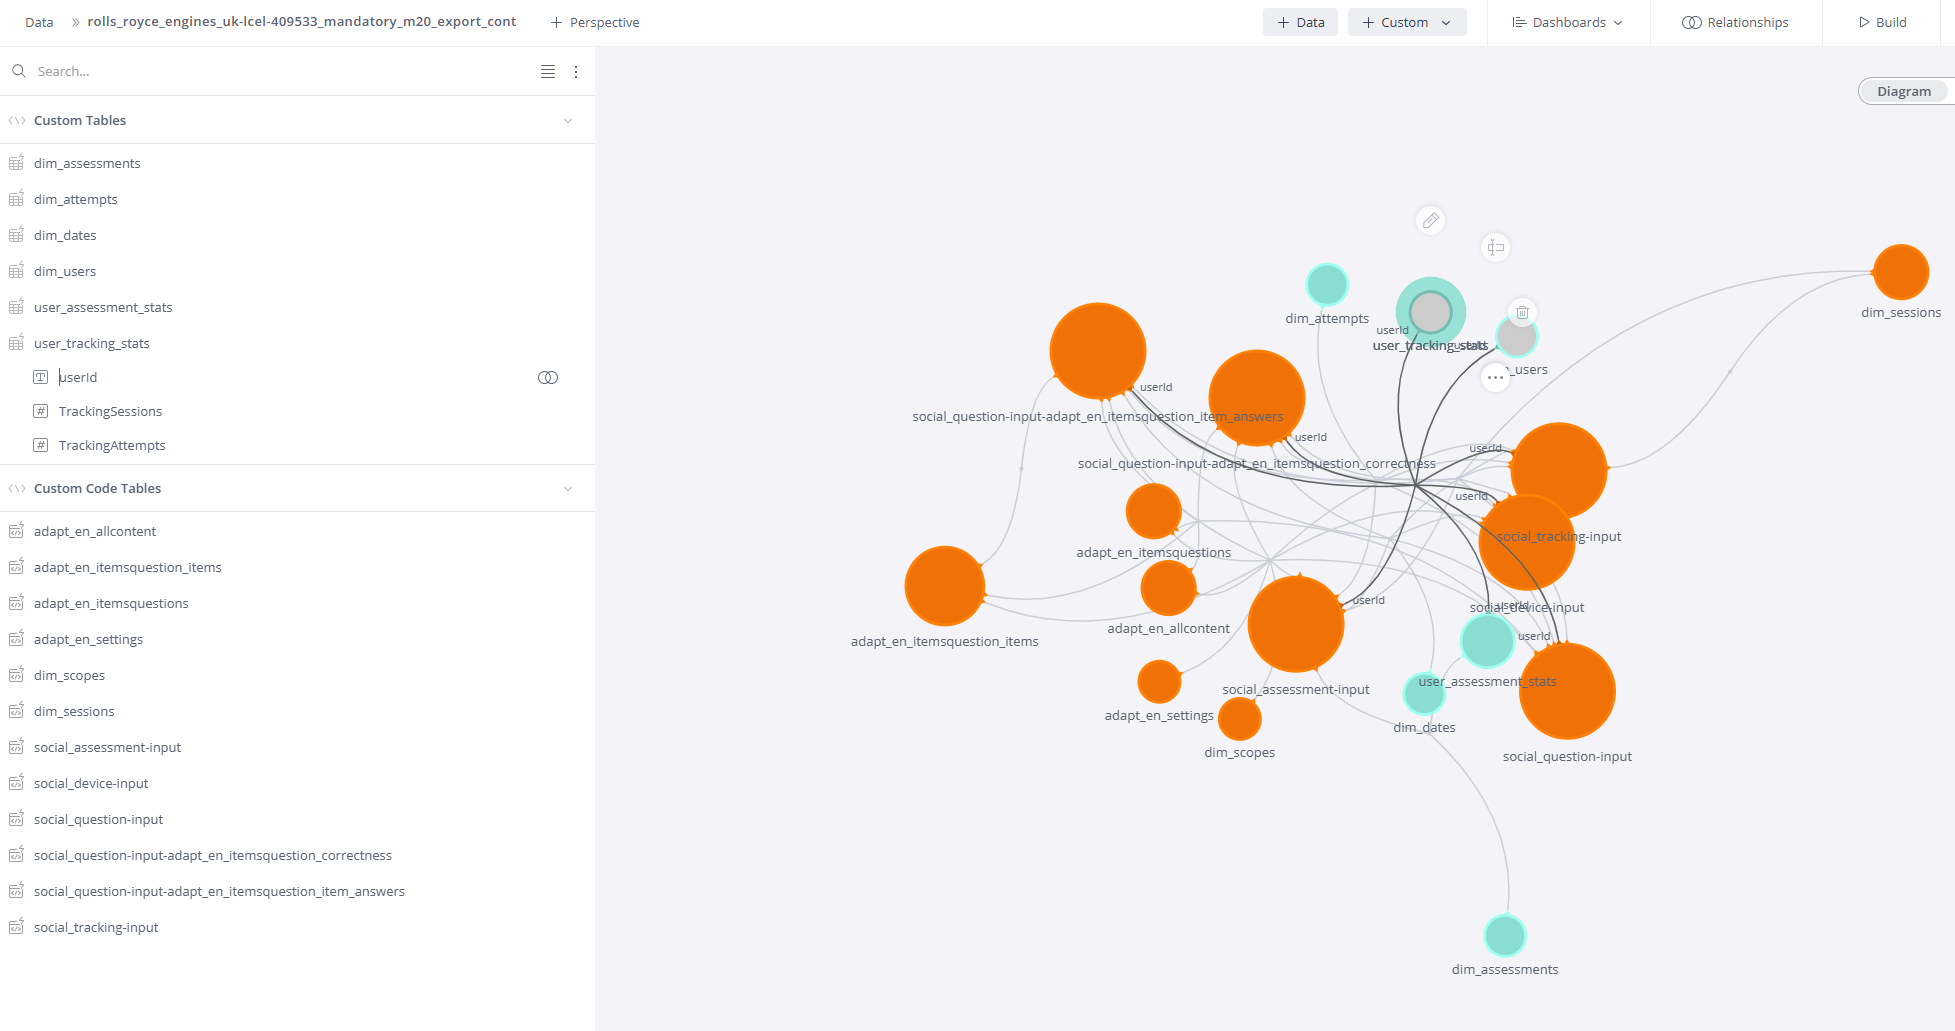 Data » rolls_royce_engines_uk-lcel-409533_mandatory_m20_export_cont + Perspective
+ Data + Custom Dashboards Relationships Build
Search...
Custom Tables
dim_assessments
dim_attempts
dim_dates
dim_users
user_assessment_stats
user_tracking_stats
userId
TrackingSessions
TrackingAttempts
Custom Code Tables
adapt_en_allcontent
adapt_en_itemsquestion_items
adapt_en_itemsquestions
adapt_en_settings
dim_scopes
dim_sessions
social_assessment-input
social_device-input
social_question-input
social_question-input-adapt_en_itemsquestion_correctness
social_question-input-adapt_en_itemsquestion_item_answers
social_tracking-input
Diagram
dim_sessions
dim_attempts
userId
user_tracking_stats
_users
userId
social_question-input-adapt_en_itemsquestion_item_answers
userId
social_question-input-adapt_en_itemsquestion_correctness
userId
userId
social_tracking-input
adapt_en_itemsquestions
userId
social_device-input
userId
adapt_en_allcontent
userId
adapt_en_itemsquestion_items
user_assessment_stats
social_assessment-input
adapt_en_settings
dim_dates
dim_scopes
social_question-input
dim_assessments